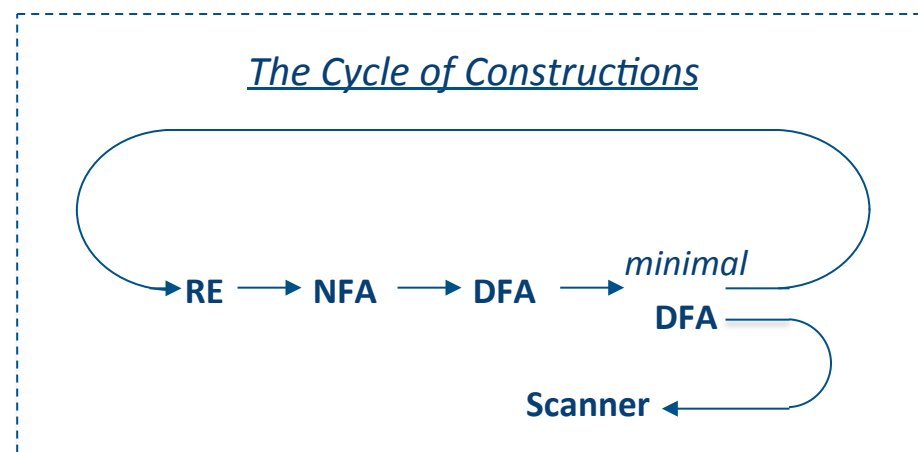 The Cycle of Constructions
minimal
RE NFA DFA
DFA
Scanner